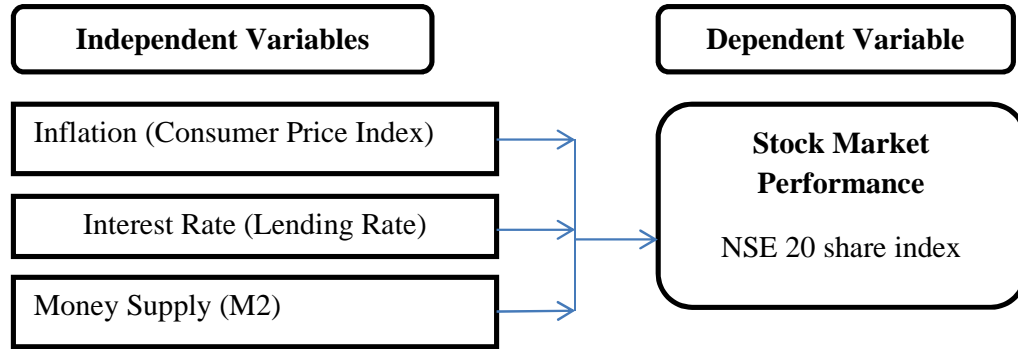 Independent Variables
Dependent Variable
Inflation (Consumer Price Index)
Interest Rate (Lending Rate)
Money Supply (M2)
Stock Market
Performance
NSE 20 share index